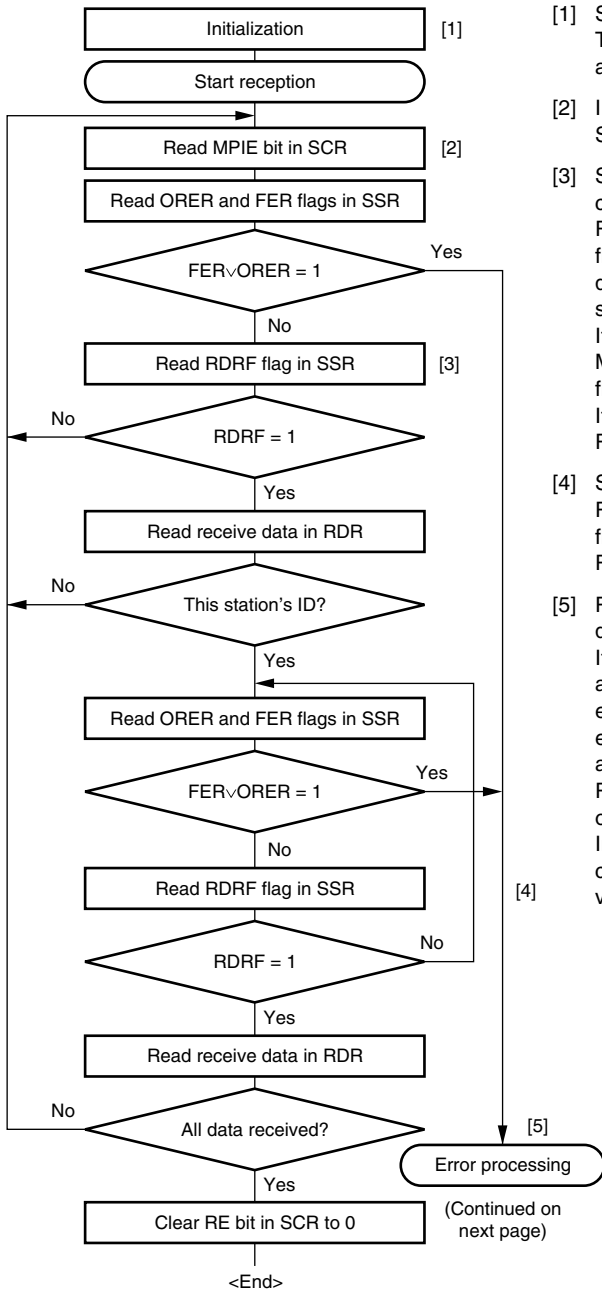 Initialization
[1]
Start reception
Read MPIE bit in SCR
[2]
Read ORER and FER flags in SSR
FER∨ORER = 1
Yes
No
Read RDRF flag in SSR
[3]
RDRF = 1
No
Yes
Read receive data in RDR
This station's ID?
No
Yes
Read ORER and FER flags in SSR
FER∨ORER = 1
Yes
No
Read RDRF flag in SSR
[4]
RDRF = 1
No
Yes
Read receive data in RDR
All data received?
No
Yes
[5]
Error processing
(Continued on
next page)
Clear RE bit in SCR to 0
<End>
[1] S
T
a
[2] I
S
[3] S
c
F
f
c
s
I
M
f
I
F
[4] S
F
f
F
[5] F
c
I
a
e
e
a
F
c
I
c
v